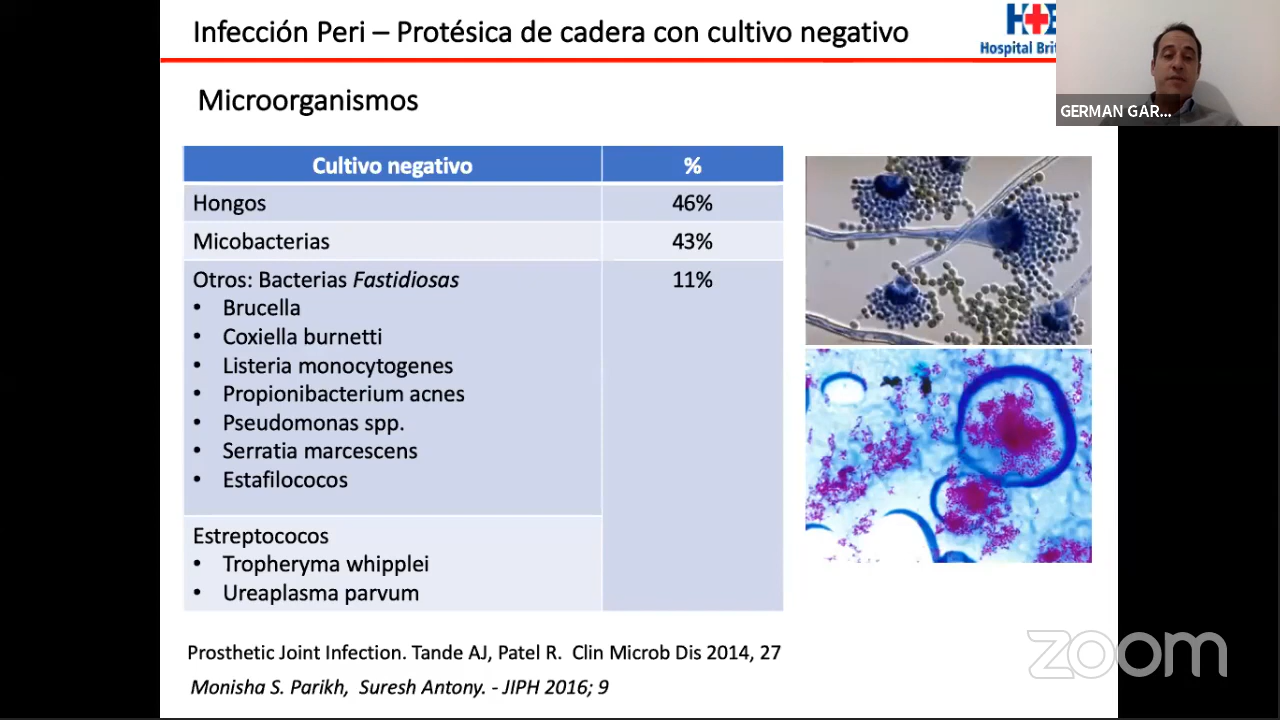 Infección Peri – Protésica de cadera con cultivo negativo
Hospital Brit
GERMAN GAR...
Microorganismos
Cultivo negativo %
Hongos 46%
Micobacterias 43%
Otros: Bacterias Fastidiosas 11%
• Brucella
• Coxiella burnetti
• Listeria monocytogenes
• Propionibacterium acnes
• Pseudomonas spp.
• Serratia marcescens
• Estafilococos
Estreptococos
• Tropheryma whipplei
• Ureaplasma parvum
Prosthetic Joint Infection. Tande AJ, Patel R. Clin Microb Dis 2014, 27
Monisha S. Parikh, Suresh Antony. - JIPH 2016; 9
zoom